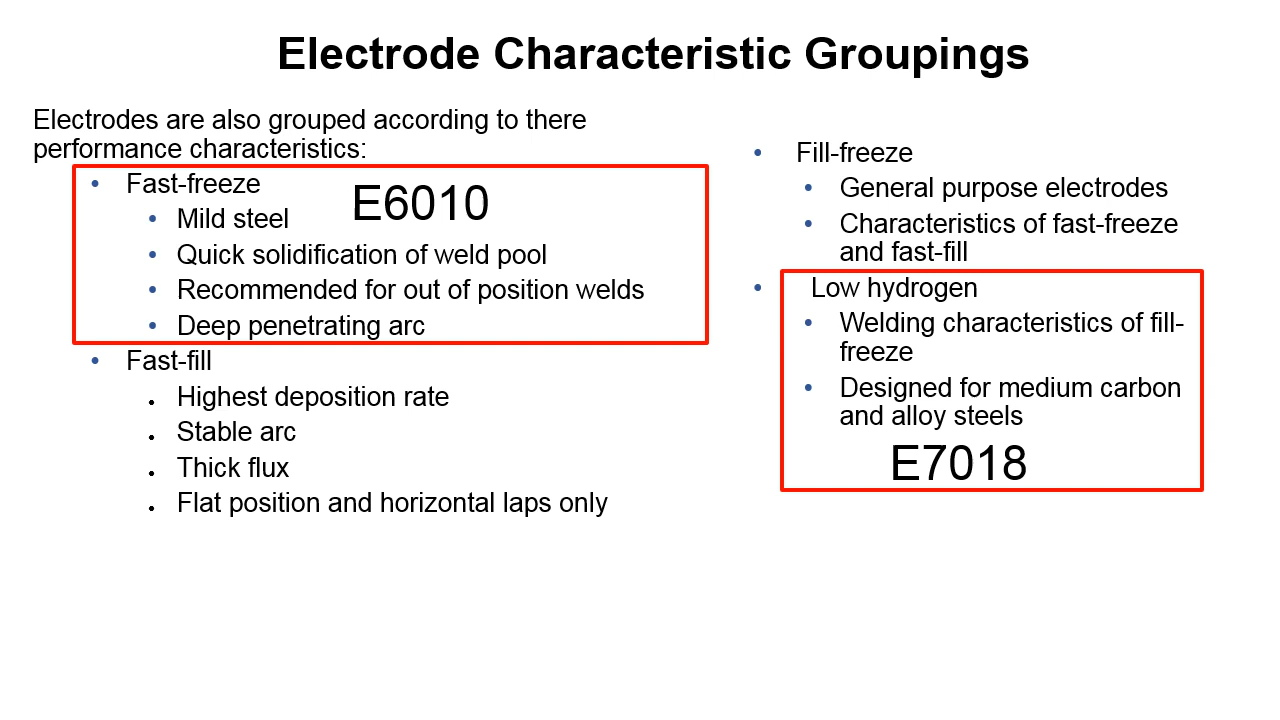 Electrode Characteristic Groupings
Electrodes are also grouped according to there
performance characteristics:
• Fast-freeze
E6010
• Mild steel
• Quick solidification of weld pool
• Recommended for out of position welds
• Deep penetrating arc
• Fast-fill
• Highest deposition rate
• Stable arc
• Thick flux
• Flat position and horizontal laps only
• Fill-freeze
• General purpose electrodes
• Characteristics of fast-freeze
and fast-fill
• Low hydrogen
• Welding characteristics of fill-
freeze
• Designed for medium carbon
and alloy steels
E7018